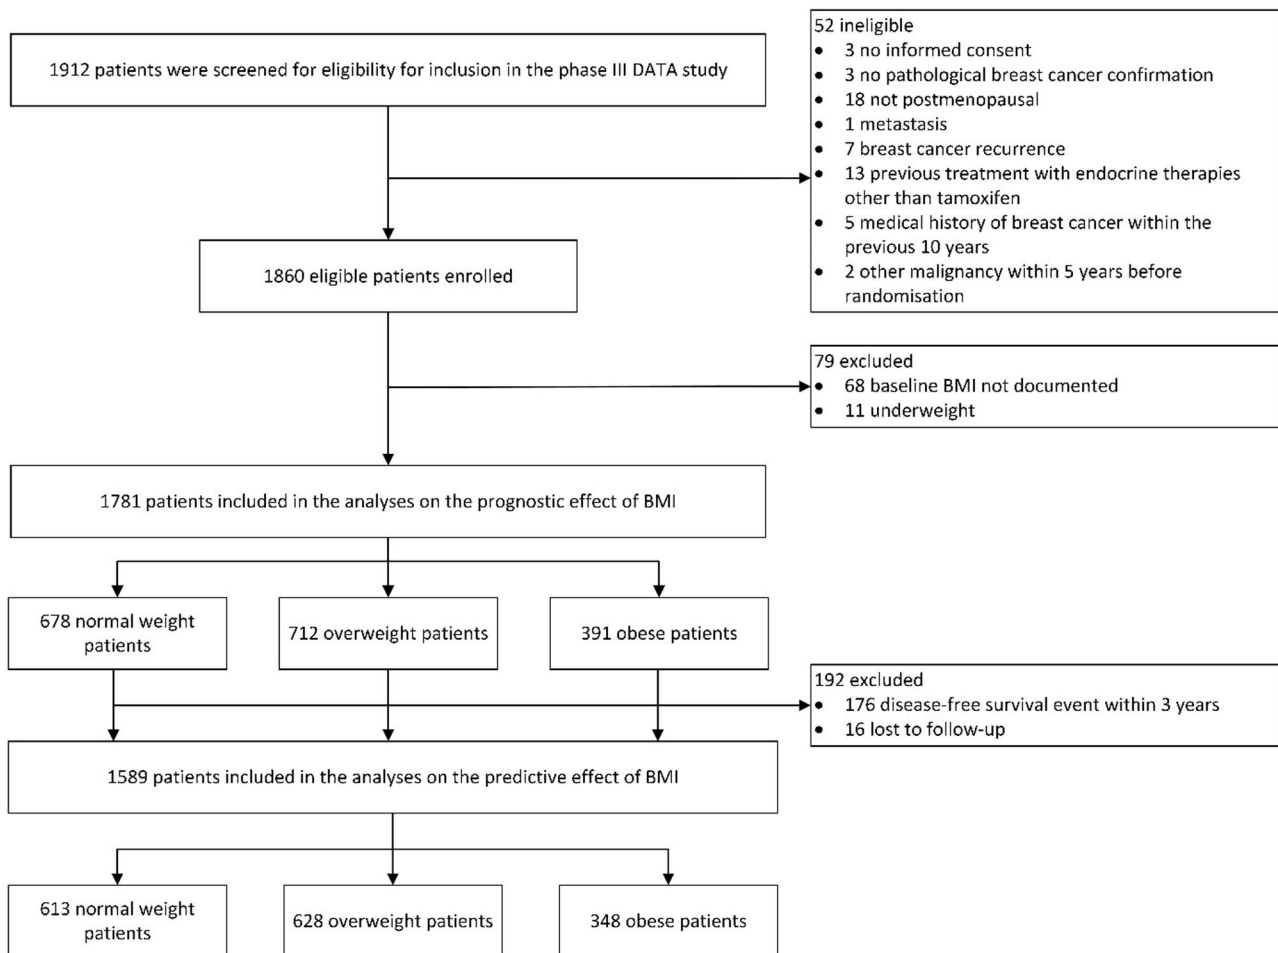 1912 patients were screened for eligibility for inclusion in the phase III DATA study
52 ineligible
• 3 no informed consent
• 3 no pathological breast cancer confirmation
• 18 not postmenopausal
• 1 metastasis
• 7 breast cancer recurrence
• 13 previous treatment with endocrine therapies
other than tamoxifen
• 5 medical history of breast cancer within the
previous 10 years
• 2 other malignancy within 5 years before
randomisation
1860 eligible patients enrolled
79 excluded
• 68 baseline BMI not documented
• 11 underweight
1781 patients included in the analyses on the prognostic effect of BMI
678 normal weight
patients
712 overweight patients
391 obese patients
192 excluded
• 176 disease-free survival event within 3 years
• 16 lost to follow-up
1589 patients included in the analyses on the predictive effect of BMI
613 normal weight
patients
628 overweight patients
348 obese patients